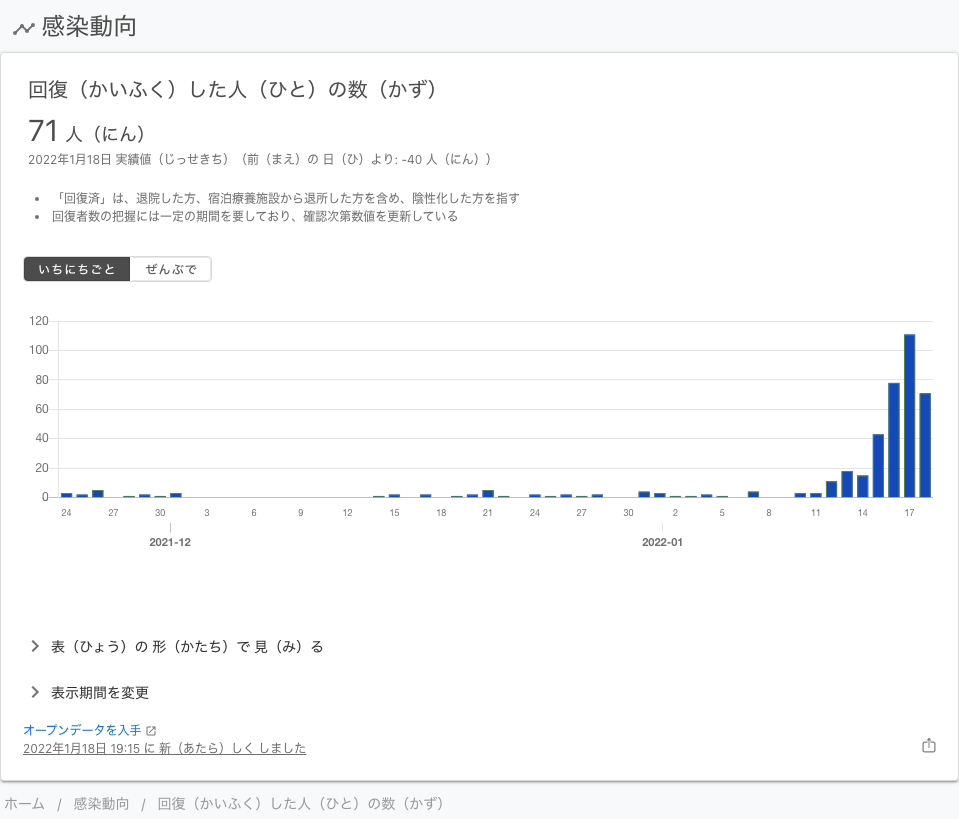 感染動向
回復（かいふく）した人（ひと）の数（かず）
71 人（にん）
2022年1月18日 実績値（じっせきち）（前（まえ）の 日（ひ）より: -40 人（にん））
• 「回復済」は、退院した方、宿泊療養施設から退所した方を含め、陰性化した方を指す
• 回復者数の把握には一定の期間を要しており、確認次第数値を更新している
いちにちごと ぜんぶで
120
100
80
60
40
20
0
24 27 30 3 6 9 12 15 18 21 24 27 30 2 5 8 11 14 17
2021-12 2022-01
表（ひょう）の 形（かたち）で 見（み）る
表示期間を変更
オープンデータを入手
2022年1月18日 19:15 に 新（あたら）しく しました
ホーム / 感染動向 / 回復（かいふく）した人（ひと）の数（かず）